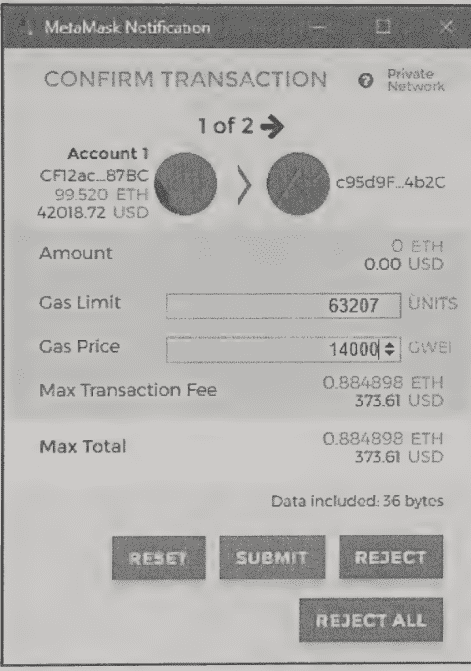 MetaMask Notification
CONFIRM TRANSACTION ? Private
Network
1 of 2 →
Account 1
CF12ac...87BC
99.520 ETH
42018.72 USD
c95d9F...4b2C
Amount 0 ETH
0.00 USD
Gas Limit 63207 UNITS
Gas Price 14000 GWEI
Max Transaction Fee 0.884898 ETH
373.61 USD
Max Total 0.884898 ETH
373.61 USD
Data included: 36 bytes
RESET SUBMIT REJECT
REJECT ALL